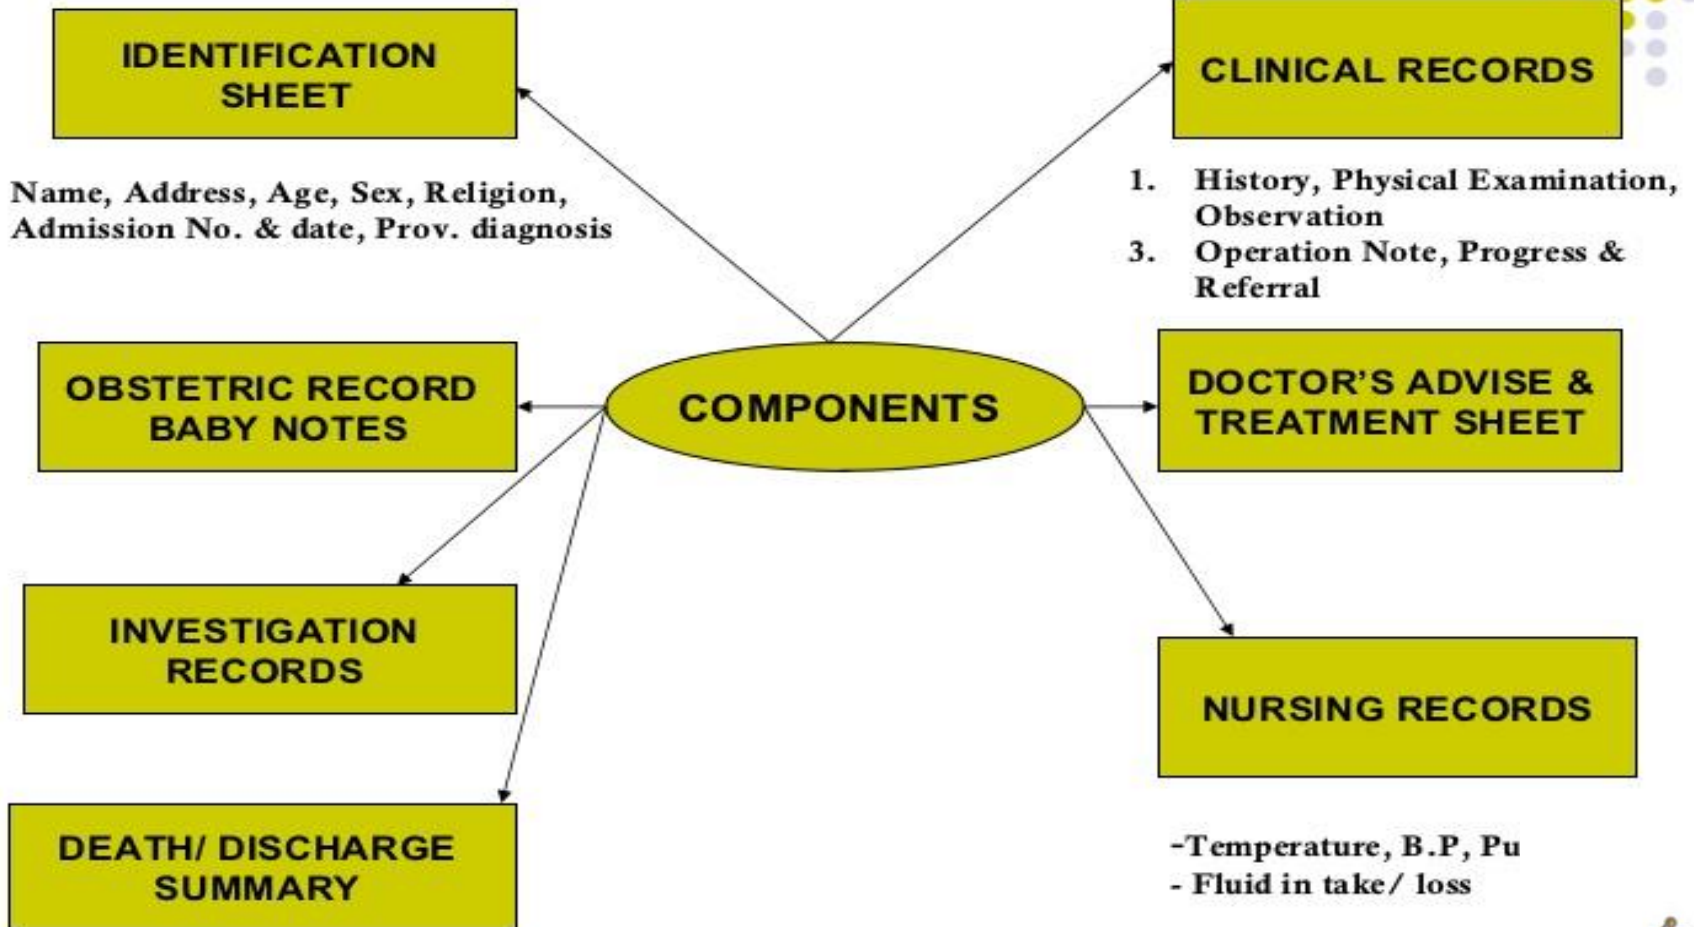 IDENTIFICATION
SHEET
Name, Address, Age, Sex, Religion,
Admission No. & date, Prov. diagnosis
CLINICAL RECORDS
1. History, Physical Examination,
Observation
3. Operation Note, Progress &
Referral
OBSTETRIC RECORD
BABY NOTES
COMPONENTS
DOCTOR’S ADVISE &
TREATMENT SHEET
INVESTIGATION
RECORDS
NURSING RECORDS
-Temperature, B.P, Pu
- Fluid in take/ loss
DEATH/ DISCHARGE
SUMMARY